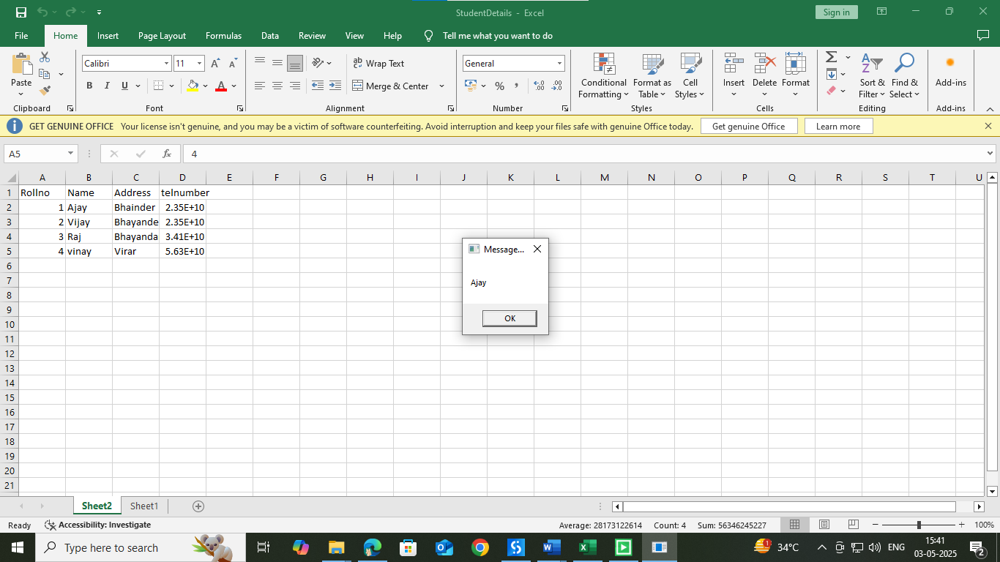 StudentDetails - Excel
Sign in
File Home Insert Page Layout Formulas Data Review View Help Tell me what you want to do
Calibri 11 Wrap Text General
Paste B I U Merge & Center % , Conditional Formatting Format as Table Cell Styles Insert Delete Format Sort & Filter Find & Select Add-ins
Clipboard Font Alignment Number Styles Cells Editing Add-ins
GET GENUINE OFFICE Your license isn't genuine, and you may be a victim of software counterfeiting. Avoid interruption and keep your files safe with genuine Office today. Get genuine Office Learn more
A5 fx 4
A B C D E F G H I J K L M N O P Q R S T U
1 Rollno Name Address telnumber
2 1 Ajay Bhainder 2.35E+10
3 2 Vijay Bhayande 2.35E+10
4 3 Raj Bhayanda 3.41E+10
5 4 vinay Virar 5.63E+10
6
7
8
9
10
11
12
13
14
15
16
17
18
19
20
21
Message...
Ajay
OK
Sheet2 Sheet1
Ready Accessibility: Investigate Average: 28173122614 Count: 4 Sum: 56346245227 100%
Type here to search 34°C ENG 15:41
03-05-2025 2